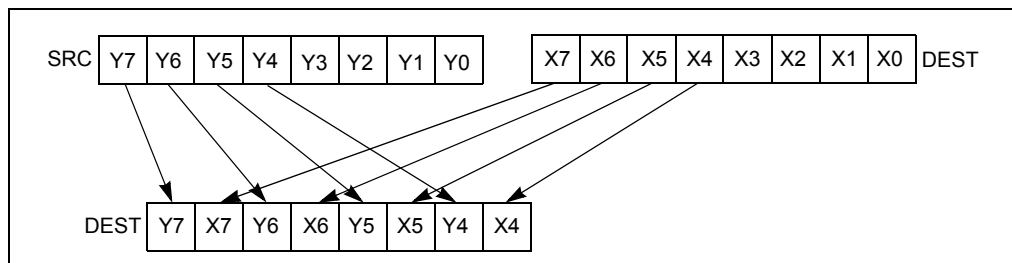 SRC Y7 Y6 Y5 Y4 Y3 Y2 Y1 Y0 X7 X6 X5 X4 X3 X2 X1 X0 DEST
DEST Y7 X7 Y6 X6 Y5 X5 Y4 X4